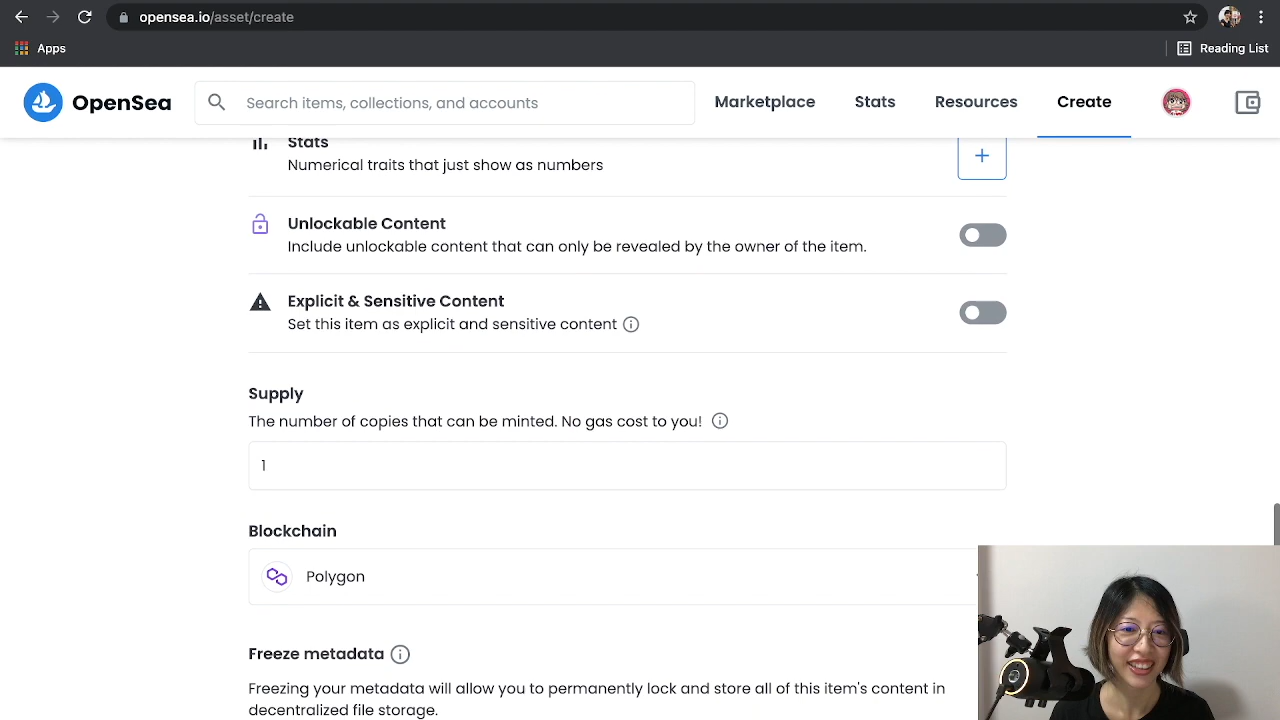 opensea.io/asset/create
Apps
Reading List
OpenSea
Search items, collections, and accounts
Marketplace
Stats
Resources
Create
Stats
Numerical traits that just show as numbers
Unlockable Content
Include unlockable content that can only be revealed by the owner of the item.
Explicit & Sensitive Content
Set this item as explicit and sensitive content
Supply
The number of copies that can be minted. No gas cost to you!
1
Blockchain
Polygon
Freeze metadata
Freezing your metadata will allow you to permanently lock and store all of this item's content in
decentralized file storage.